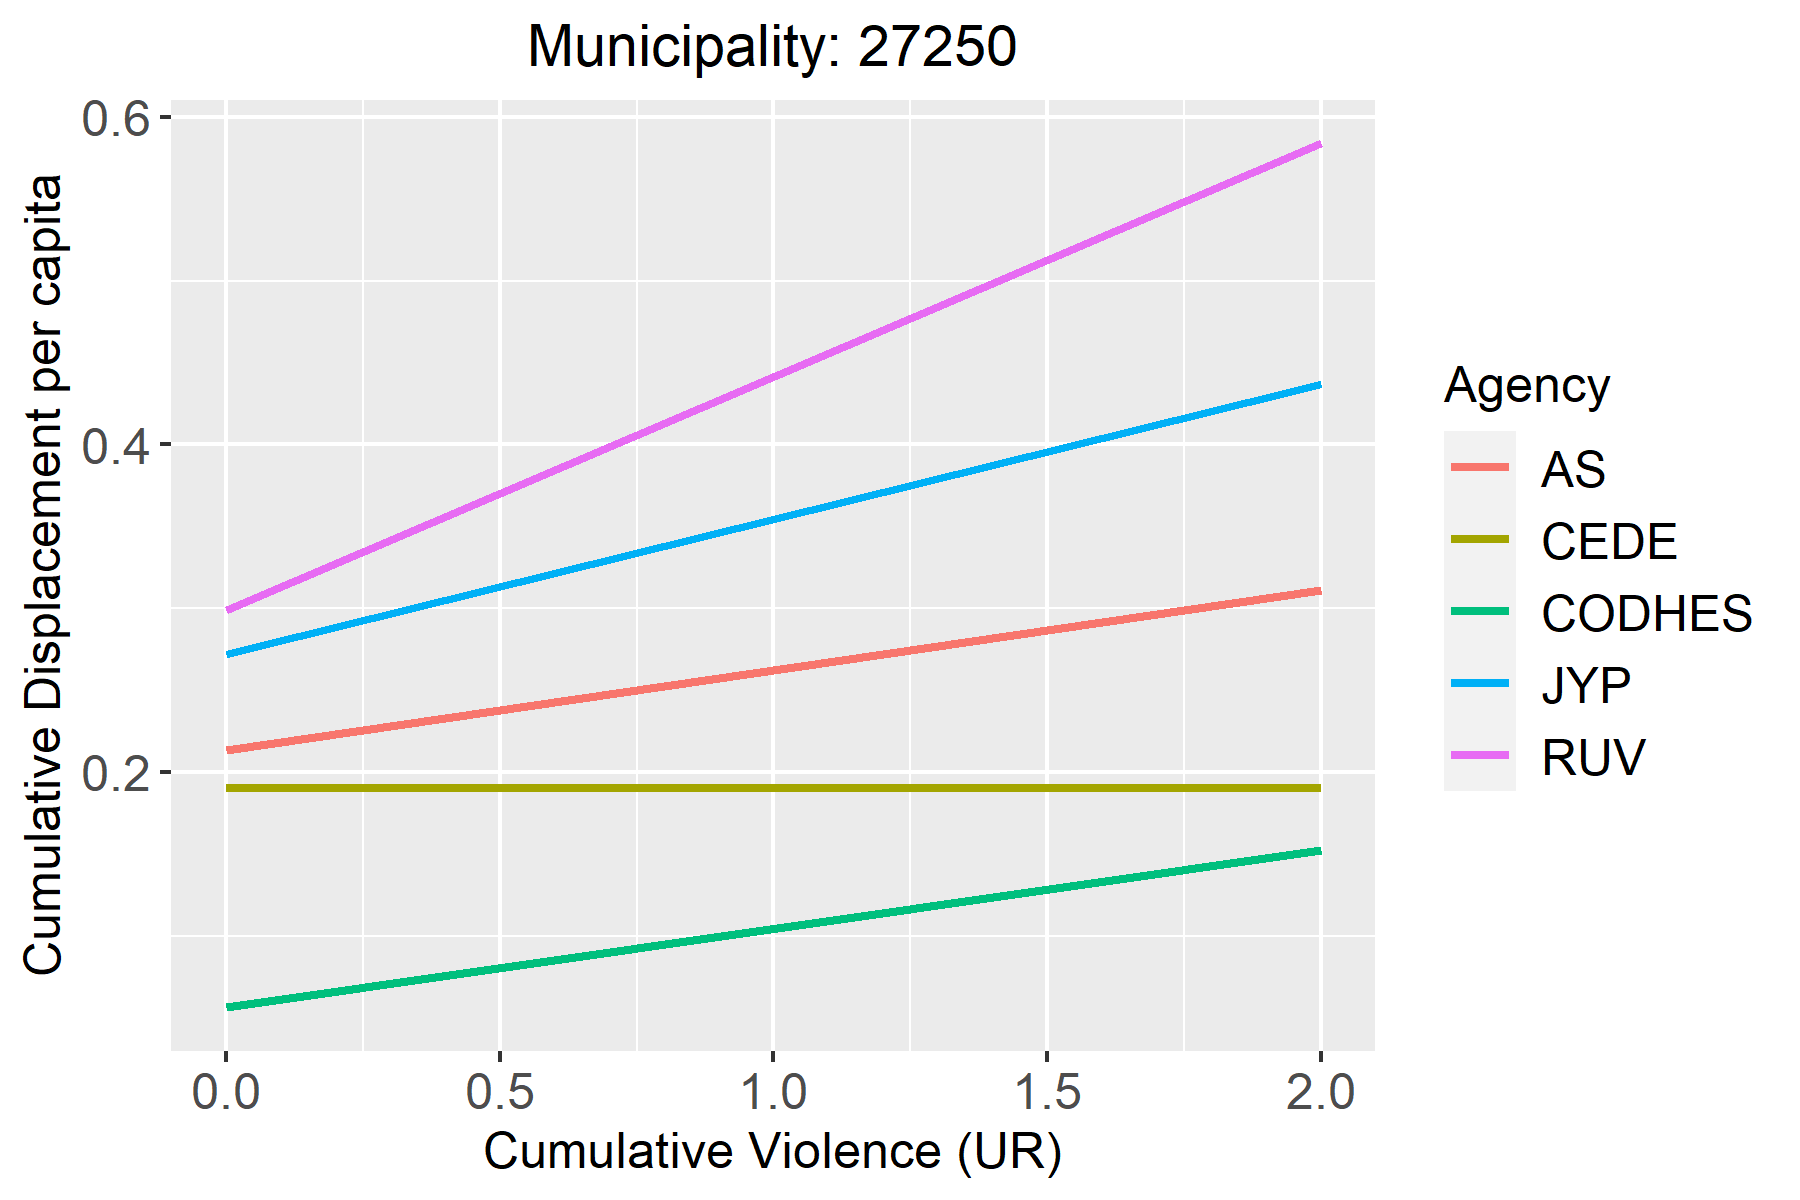 Municipality: 27250
Cumulative Displacement per capita
0.6
0.4
0.2
0.0 0.5 1.0 1.5 2.0
Cumulative Violence (UR)
Agency
AS
CEDE
CODHES
JYP
RUV